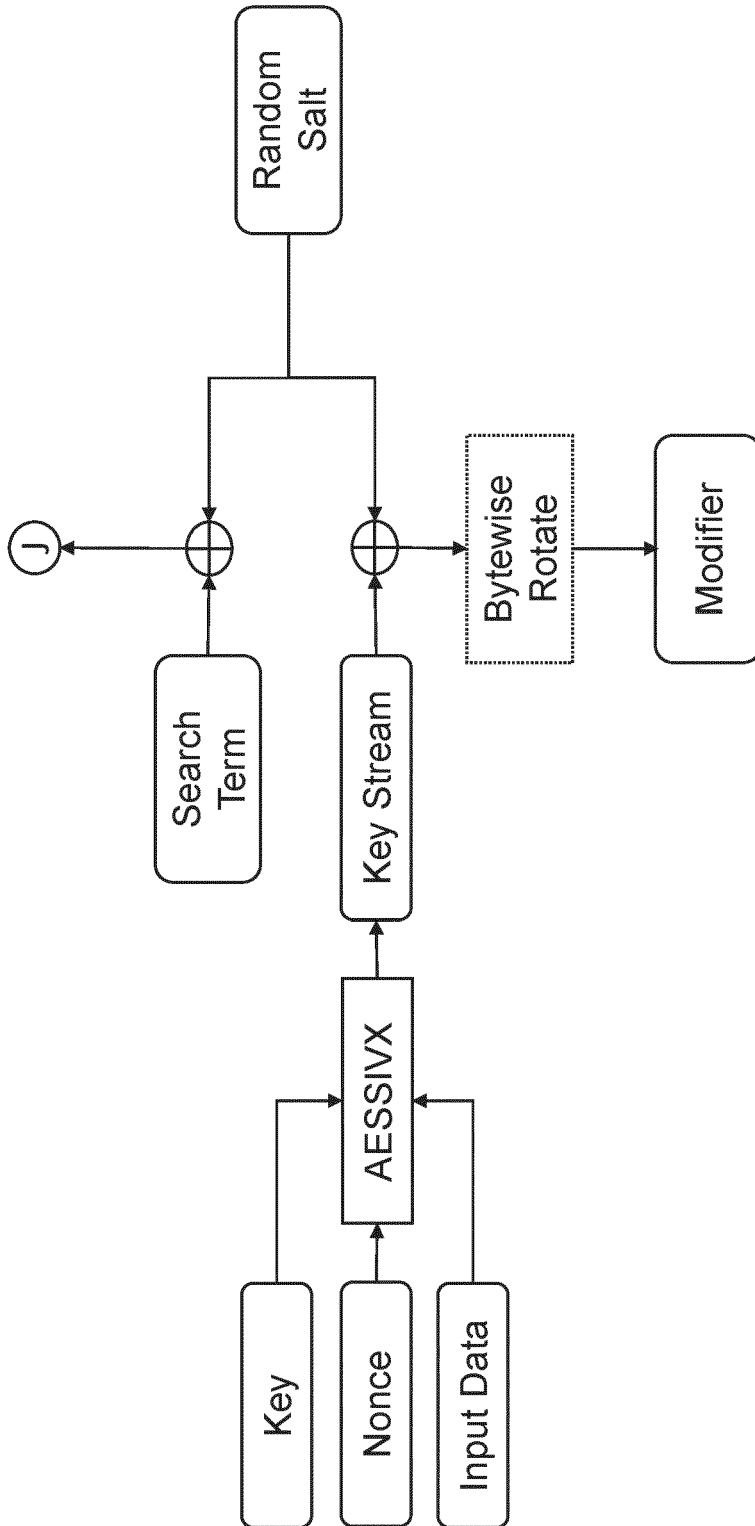 J
Search
Term
Random
Salt
Key
Nonce
Input Data
AESSIVX
Key Stream
Bytewise
Rotate
Modifier